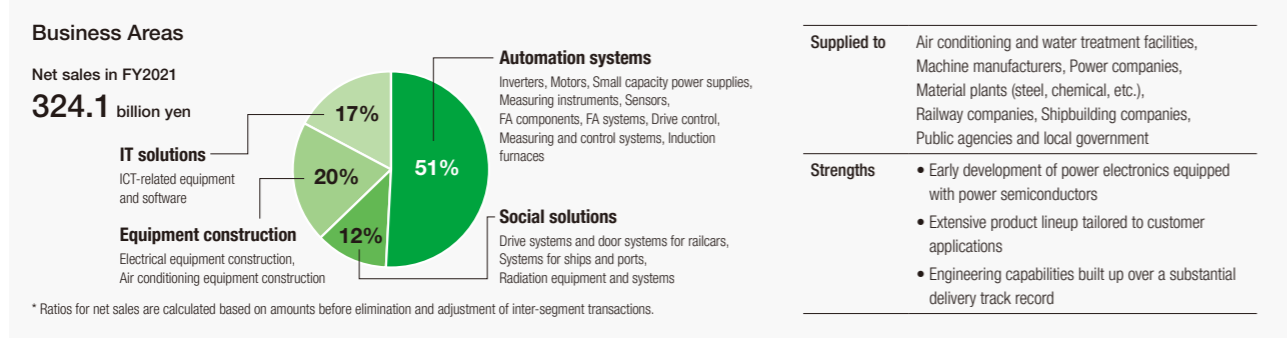 Business Areas
Net sales in FY2021
324.1 billion yen
17%
20%
12%
51%
IT solutions
ICT-related equipment
and software
Equipment construction
Electrical equipment construction,
Air conditioning equipment construction
Automation systems
Inverters, Motors, Small capacity power supplies,
Measuring instruments, Sensors,
FA components, FA systems, Drive control,
Measuring and control systems, Induction
furnaces
Social solutions
Drive systems and door systems for railcars,
Systems for ships and ports,
Radiation equipment and systems
* Ratios for net sales are calculated based on amounts before elimination and adjustment of inter-segment transactions.
Supplied to
Air conditioning and water treatment facilities,
Machine manufacturers, Power companies,
Material plants (steel, chemical, etc.),
Railway companies, Shipbuilding companies,
Public agencies and local government
Strengths
• Early development of power electronics equipped
with power semiconductors
• Extensive product lineup tailored to customer
applications
• Engineering capabilities built up over a substantial
delivery track record